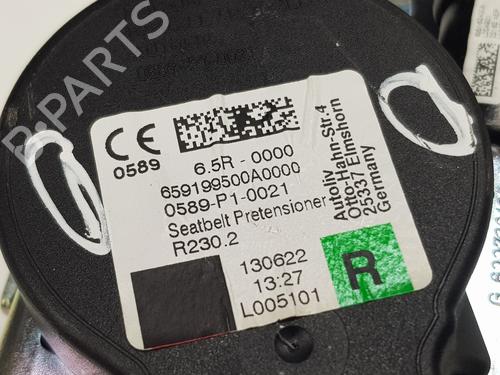 B-PARTS
CE
0589
6.5R - 0000
659199500A0000
0589-P1-0021
Seatbelt Pretensioner
R230.2
Autoliv
Otto-Hahn-Str.4
25337 Elmshorn
Germany
130622
13:27
L005101
R